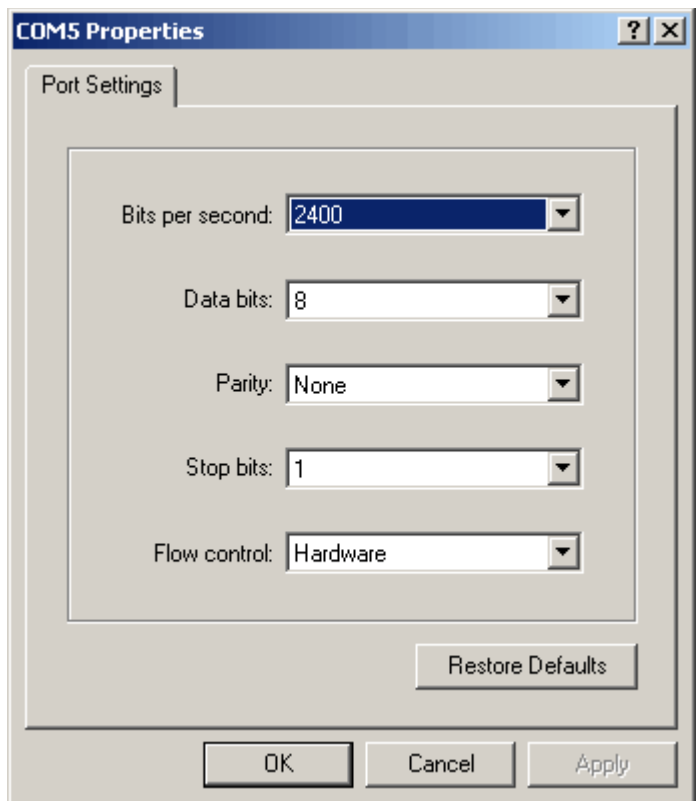 COM5 Properties
Port Settings
Bits per second: 2400
Data bits: 8
Parity: None
Stop bits: 1
Flow control: Hardware
Restore Defaults
OK Cancel Apply